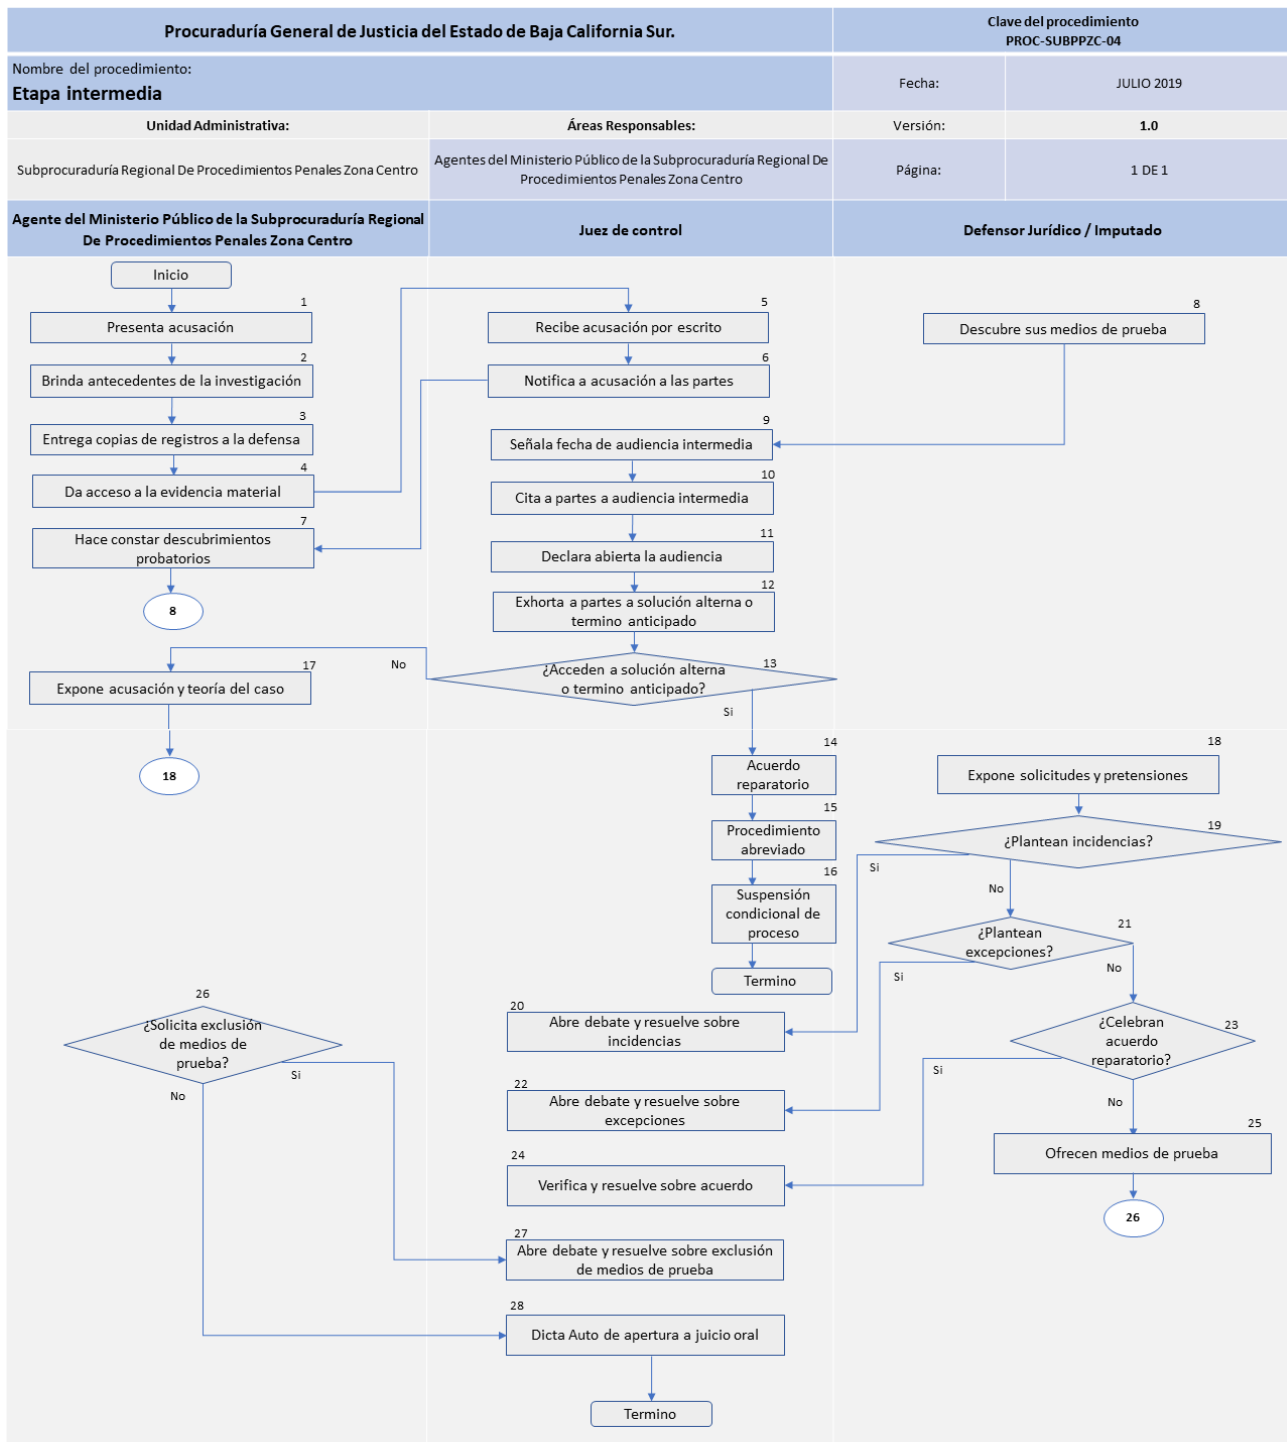 Procuraduría General de Justicia del Estado de Baja California Sur.
Clave del procedimiento
PROC-SUBPPZC-04
Nombre del procedimiento:
Etapa intermedia
Fecha:
JULIO 2019
Unidad Administrativa:
Áreas Responsables:
Versión:
1.0
Subprocuraduría Regional De Procedimientos Penales Zona Centro
Agentes del Ministerio Público de la Subprocuraduría Regional De
Procedimientos Penales Zona Centro
Página:
1 DE 1
Agente del Ministerio Público de la Subprocuraduría Regional
De Procedimientos Penales Zona Centro
Juez de control
Defensor Jurídico / Imputado
Inicio
1
Presenta acusación
2
Brinda antecedentes de la investigación
3
Entrega copias de registros a la defensa
4
Da acceso a la evidencia material
5
Recibe acusación por escrito
6
Notifica a acusación a las partes
7
Hace constar descubrimientos
probatorios
8
8
Descubre sus medios de prueba
9
Señala fecha de audiencia intermedia
10
Cita a partes a audiencia intermedia
11
Declara abierta la audiencia
12
Exhorta a partes a solución alterna o
termino anticipado
13
¿Acceden a solución alterna
o termino anticipado?
No
Si
17
Expone acusación y teoría del caso
18
14
Acuerdo
reparatorio
15
Procedimiento
abreviado
16
Suspensión
condicional de
proceso
Termino
18
Expone solicitudes y pretensiones
19
¿Plantean incidencias?
Si
No
21
¿Plantean
excepciones?
Si
No
20
Abre debate y resuelve sobre
incidencias
23
¿Celebran
acuerdo
reparatorio?
Si
No
22
Abre debate y resuelve sobre
excepciones
25
Ofrecen medios de prueba
26
24
Verifica y resuelve sobre acuerdo
26
¿Solicita exclusión
de medios de
prueba?
Si
No
27
Abre debate y resuelve sobre exclusión
de medios de prueba
28
Dicta Auto de apertura a juicio oral
Termino